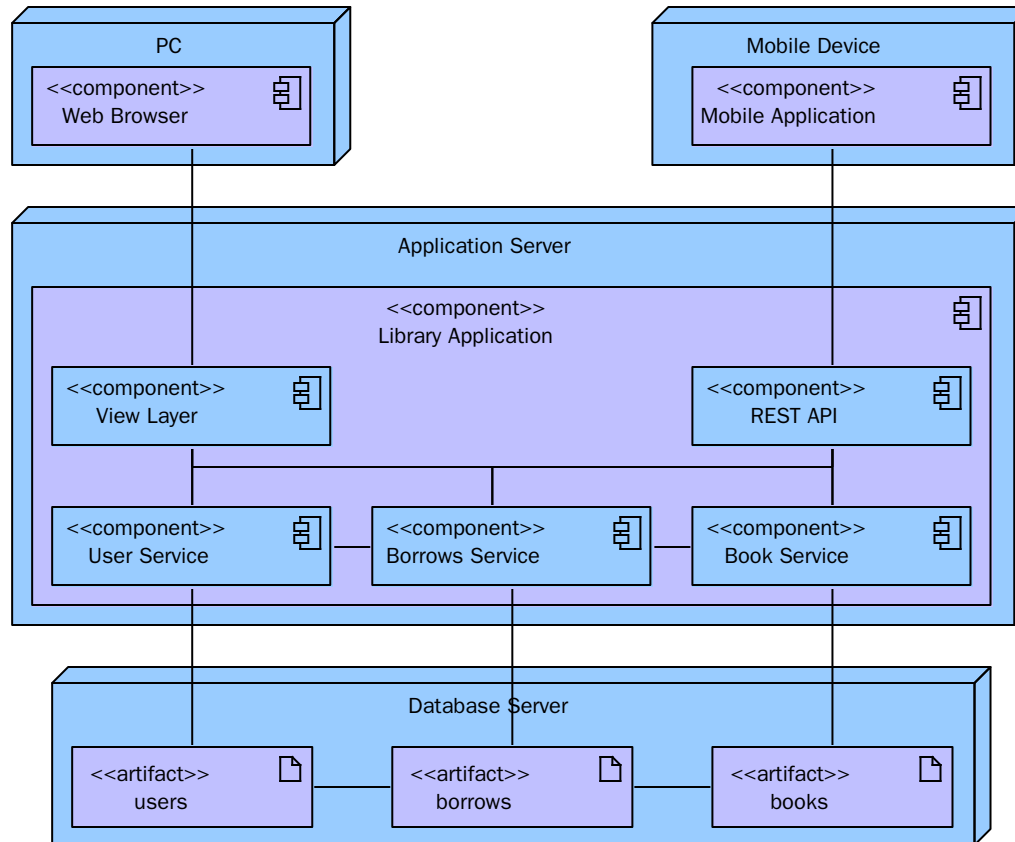 PC
<<component>>
Web Browser
Mobile Device
<<component>>
Mobile Application
Application Server
<<component>>
Library Application
<<component>>
View Layer
<<component>>
REST API
<<component>>
User Service
<<component>>
Borrows Service
<<component>>
Book Service
Database Server
<<artifact>>
users
<<artifact>>
borrows
<<artifact>>
books